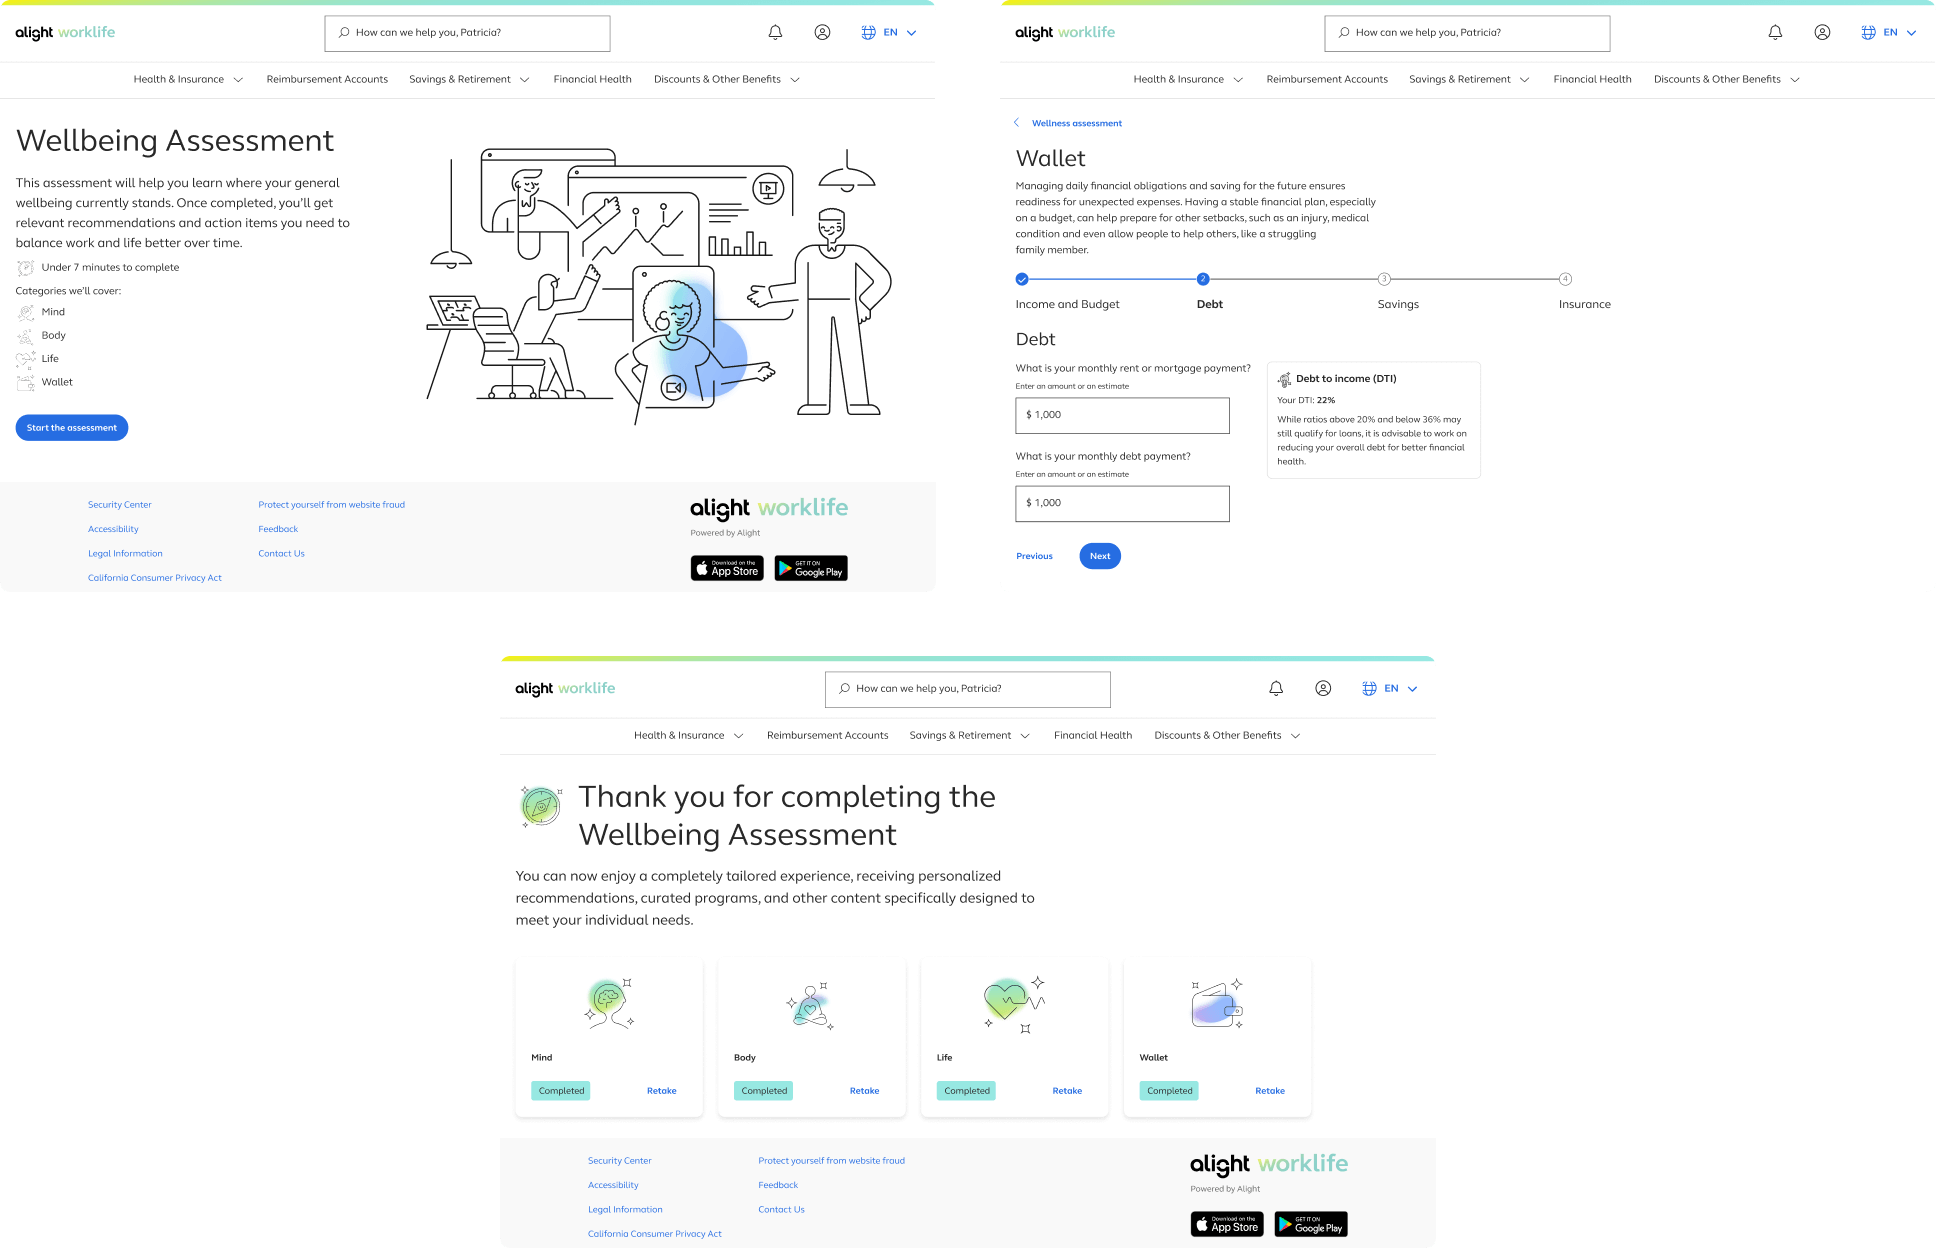 alight worklife
How can we help you, Patricia?
EN
Health & Insurance
Reimbursement Accounts
Savings & Retirement
Financial Health
Discounts & Other Benefits
Wellbeing Assessment
This assessment will help you learn where your general
wellbeing currently stands. Once completed, you'll get
relevant recommendations and action items you need to
balance work and life better over time.
Under 7 minutes to complete
Categories we'll cover:
Mind
Body
Life
Wallet
Start the assessment
Security Center
Accessibility
Legal Information
California Consumer Privacy Act
Protect yourself from website fraud
Feedback
Contact Us
alight worklife
Powered by Alight
Download on the
App Store
GET IT ON
Google Play
alight worklife
How can we help you, Patricia?
EN
Health & Insurance
Reimbursement Accounts
Savings & Retirement
Financial Health
Discounts & Other Benefits
Wellness assessment
Wallet
Managing daily financial obligations and saving for the future ensures
readiness for unexpected expenses. Having a stable financial plan, especially
on a budget, can help prepare for other setbacks, such as an injury, medical
condition and even allow people to help others, like a struggling
family member.
2
3
4
Income and Budget
Debt
Savings
Insurance
Debt
What is your monthly rent or mortgage payment?
Enter an amount or an estimate
$ 1,000
What is your monthly debt payment?
Enter an amount or an estimate
$ 1,000
Previous
Next
Debt to income (DTI)
Your DTI: 22%
While ratios above 20% and below 36% may
still qualify for loans, it is advisable to work on
reducing your overall debt for better financial
health.
alight worklife
How can we help you, Patricia?
EN
Health & Insurance
Reimbursement Accounts
Savings & Retirement
Financial Health
Discounts & Other Benefits
Thank you for completing the
Wellbeing Assessment
You can now enjoy a completely tailored experience, receiving personalized
recommendations, curated programs, and other content specifically designed to
meet your individual needs.
Mind
Completed
Retake
Body
Completed
Retake
Life
Completed
Retake
Wallet
Completed
Retake
Security Center
Accessibility
Legal Information
California Consumer Privacy Act
Protect yourself from website fraud
Feedback
Contact Us
alight worklife
Powered by Alight
Download on the
App Store
GET IT ON
Google Play